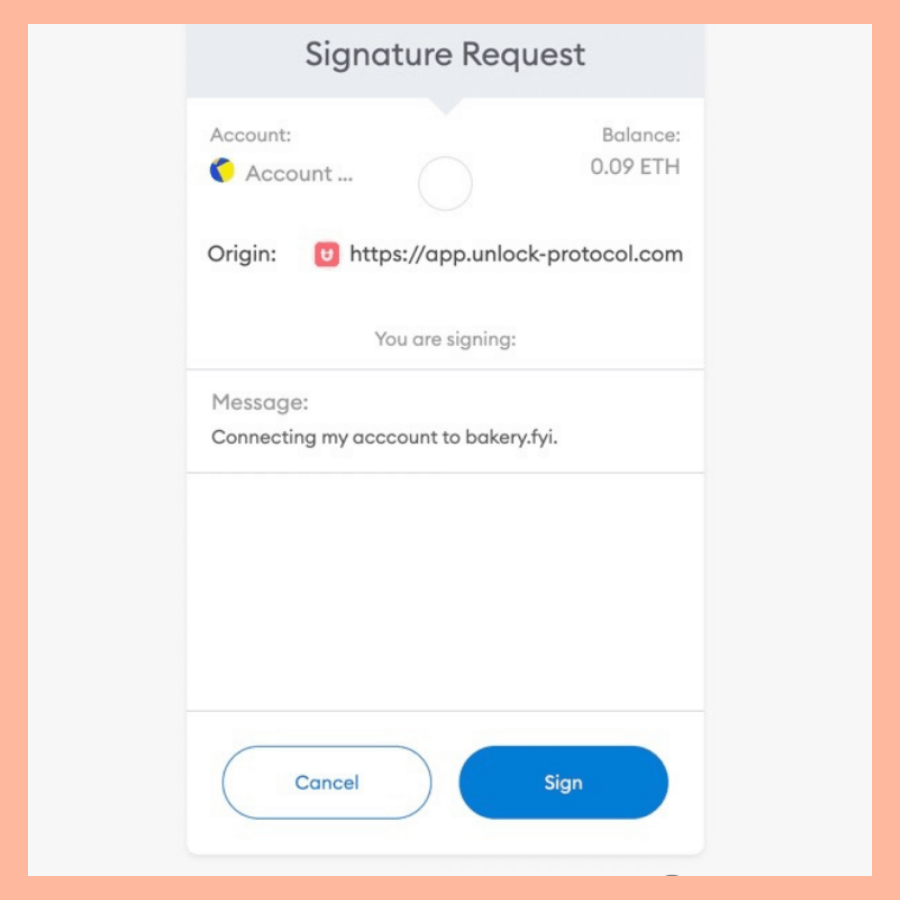 Signature Request
Account:
Balance:
Account ...
0.09 ETH
Origin: https://app.unlock-protocol.com
You are signing:
Message:
Connecting my acccount to bakery.fyi.
Cancel
Sign